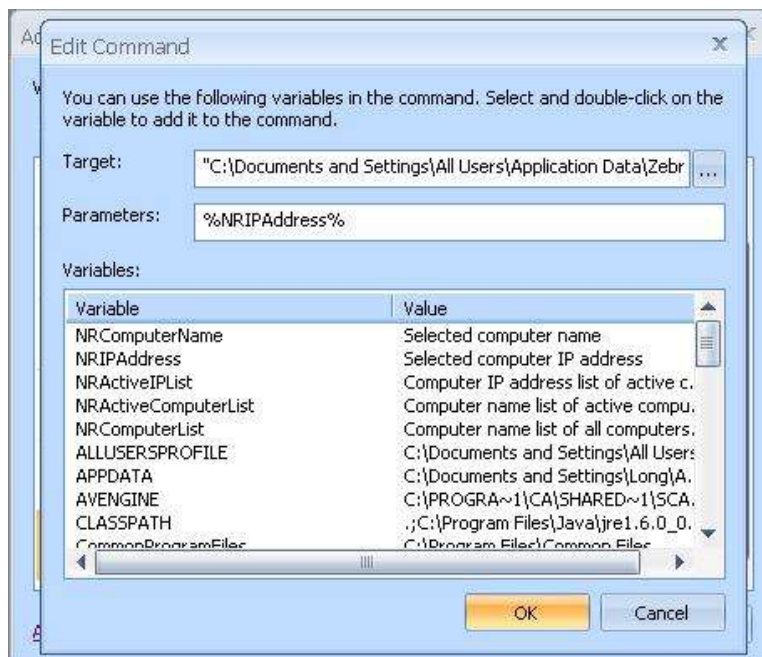 Edit Command
You can use the following variables in the command. Select and double-click on the
variable to add it to the command.
Target: "C:\Documents and Settings\All Users\Application Data\Zebr ...
Parameters: %NRIPAddress%
Variables:
Variable Value
NRComputerName Selected computer name
NRIPAddress Selected computer IP address
NRActiveIPList Computer IP address list of active c.
NRActiveComputerList Computer name list of active compu.
NRComputerList Computer name list of all computers.
ALLUSERSPROFILE C:\Documents and Settings\All Users
APPDATA C:\Documents and Settings\Long\A.
AVENGINE C:\PROGRA~1\CA\SHARED~1\SCA.
CLASSPATH .;C:\Program Files\Java\jre1.6.0_0.
CommonProgramFiles C:\Program Files\Common Files
OK Cancel